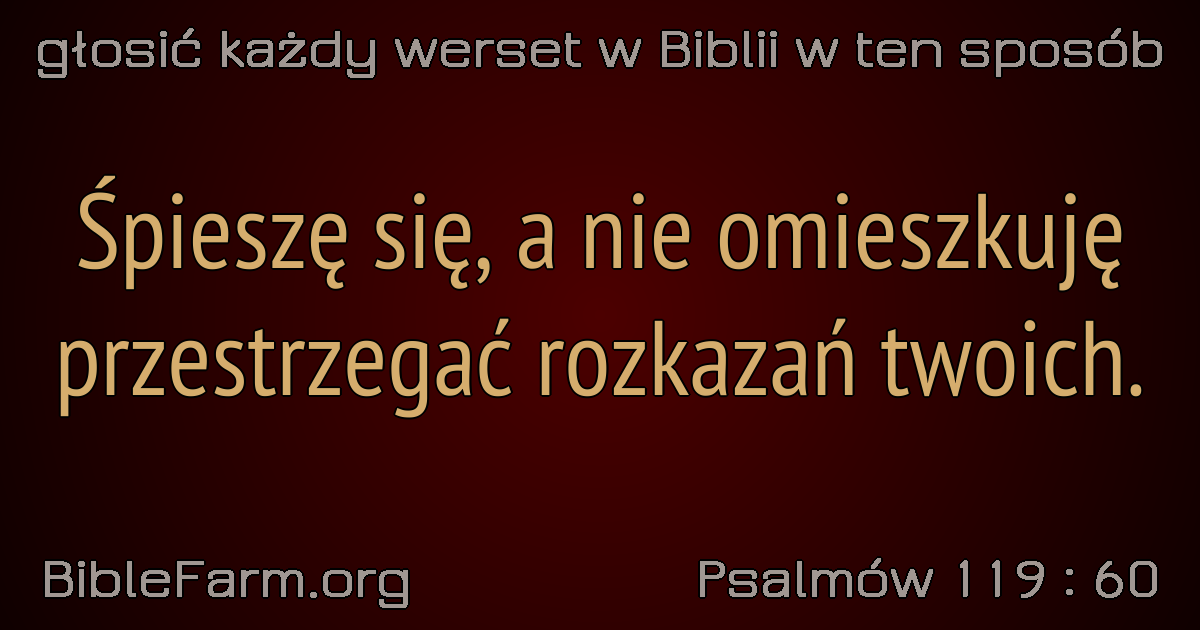 głosić każdy werset w Biblii w ten sposób
Śpieszę się, a nie omieszkuję
przestrzegać rozkazań twoich.
BibleFarm.org
Psalmów 119 : 60